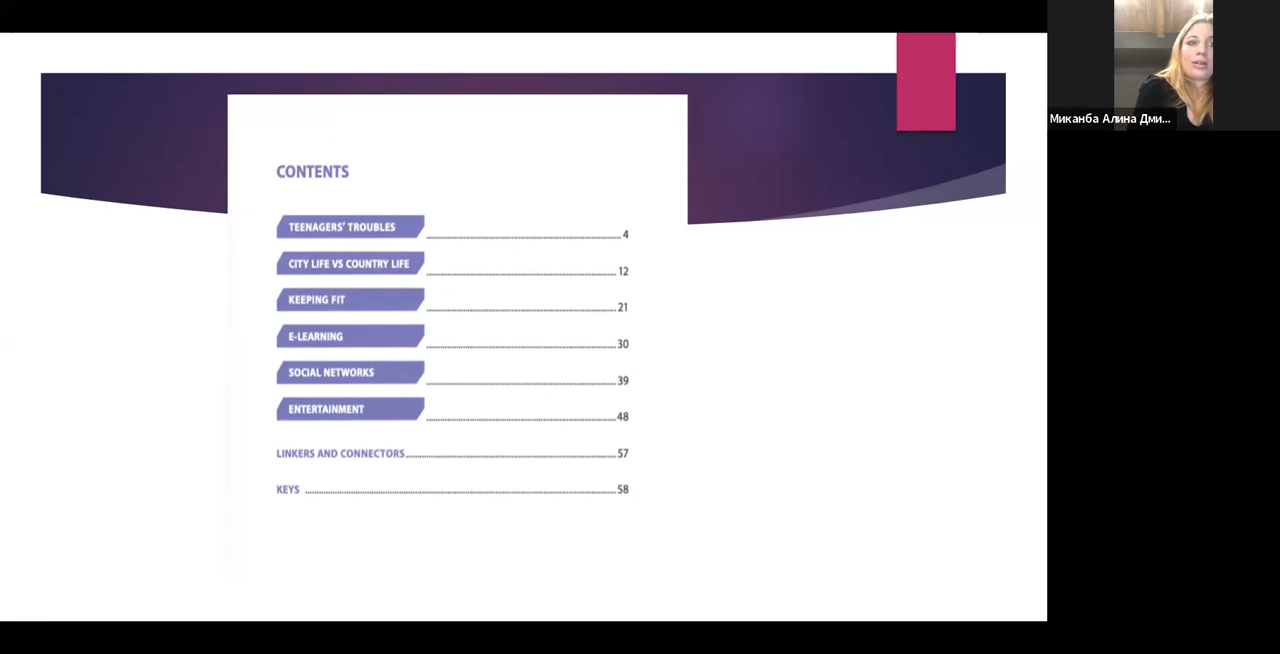 CONTENTS
TEENAGERS' TROUBLES ........ 4
CITY LIFE VS COUNTRY LIFE ........ 12
KEEPING FIT ........ 21
E-LEARNING ........ 30
SOCIAL NETWORKS ........ 39
ENTERTAINMENT ........ 48
LINKERS AND CONNECTORS ........ 57
KEYS ........ 58
Миканба Алина Дми...